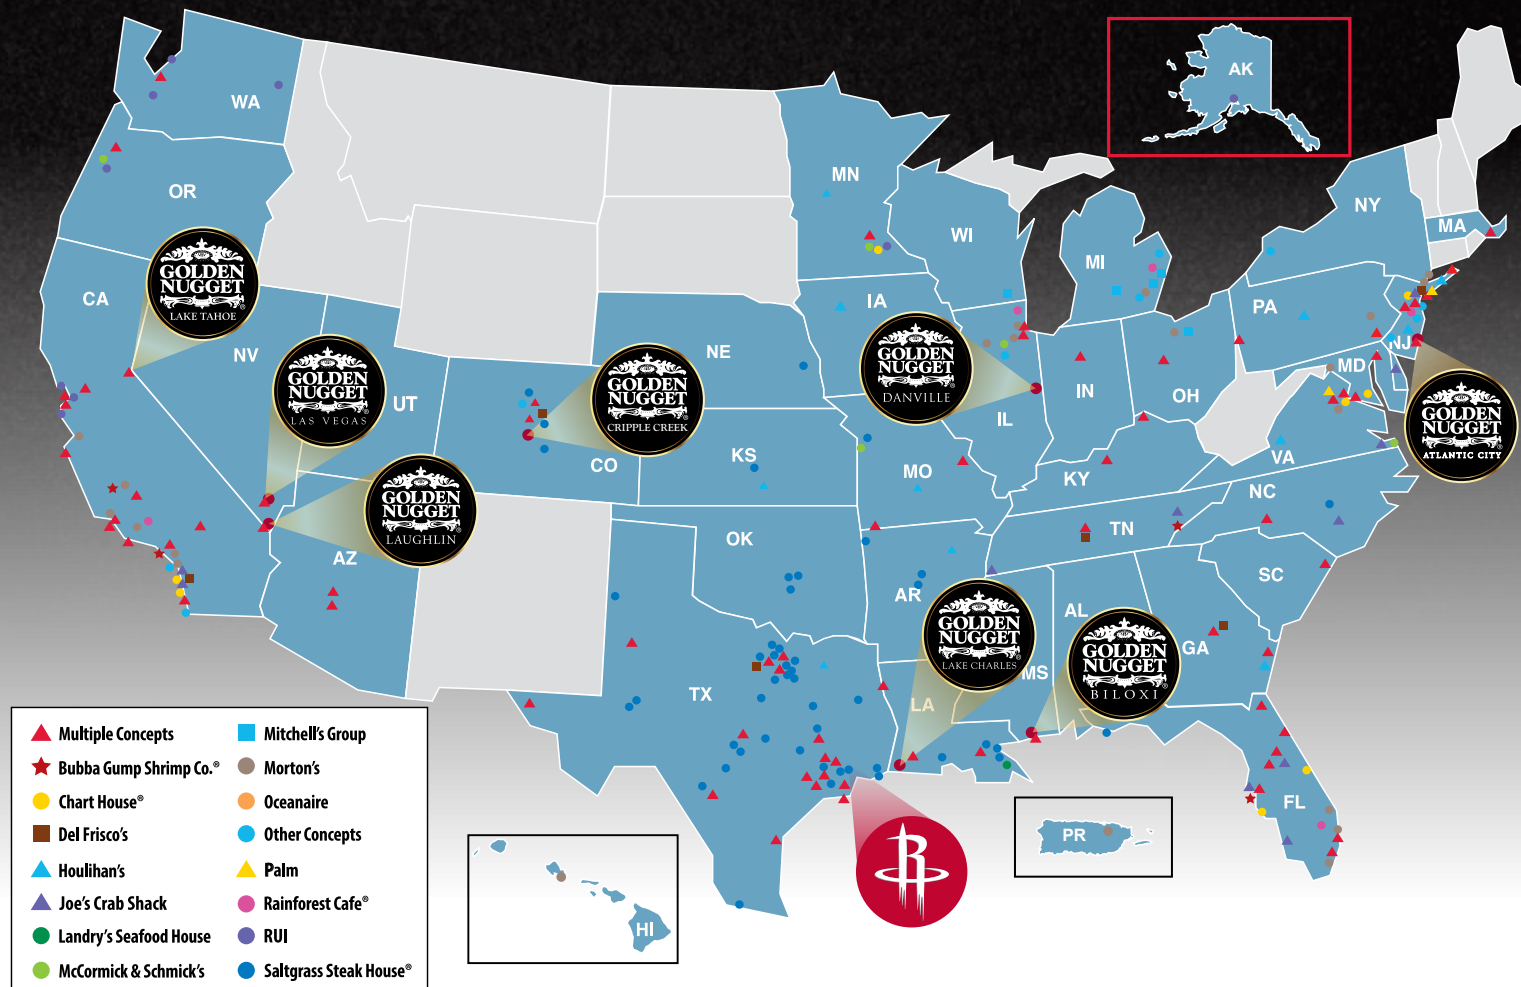 AK
WA
MN
OR
NY
MA
WI
MI
GOLDEN
NUGGET®
LAKE TAHOE
CA
IA
PA
NV
GOLDEN
NUGGET®
LAS VEGAS
NE
GOLDEN
NUGGET®
DANVILLE
NJ
MD
UT
GOLDEN
NUGGET®
CRIPPLE CREEK
IN
OH
IL
GOLDEN
NUGGET®
ATLANTIC CITY
CO
KS
MO
VA
KY
NC
GOLDEN
NUGGET®
LAUGHLIN
TN
OK
AZ
SC
AR
AL
GOLDEN
NUGGET®
LAKE CHARLES
GA
MS
GOLDEN
NUGGET®
BILOXI
TX
LA
FL
PR
R
HI
Multiple Concepts
Bubba Gump Shrimp Co.®
Chart House®
Del Frisco's
Houlihan's
Joe's Crab Shack
Landry's Seafood House
McCormick & Schmick's
Mitchell's Group
Morton's
Oceanaire
Other Concepts
Palm
Rainforest Cafe®
RUI
Saltgrass Steak House®